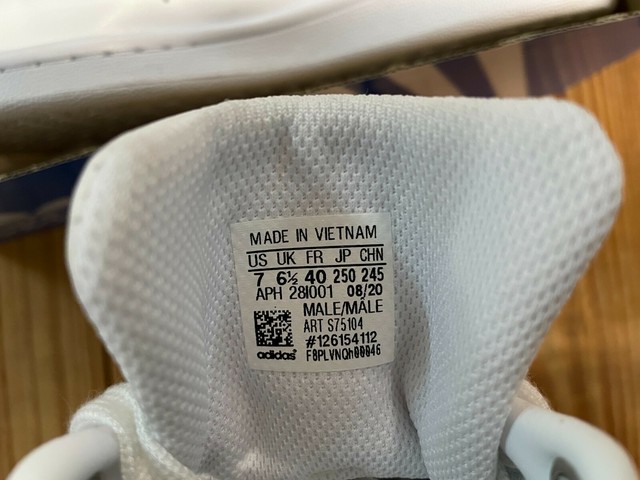 MADE IN VIETNAM
US UK FR JP CHN
7 6½ 40 250 245
APH 28I001 08/20
MALE/MÂLE
ART S75104
#126154112
adidas® F8PLVNQh00046